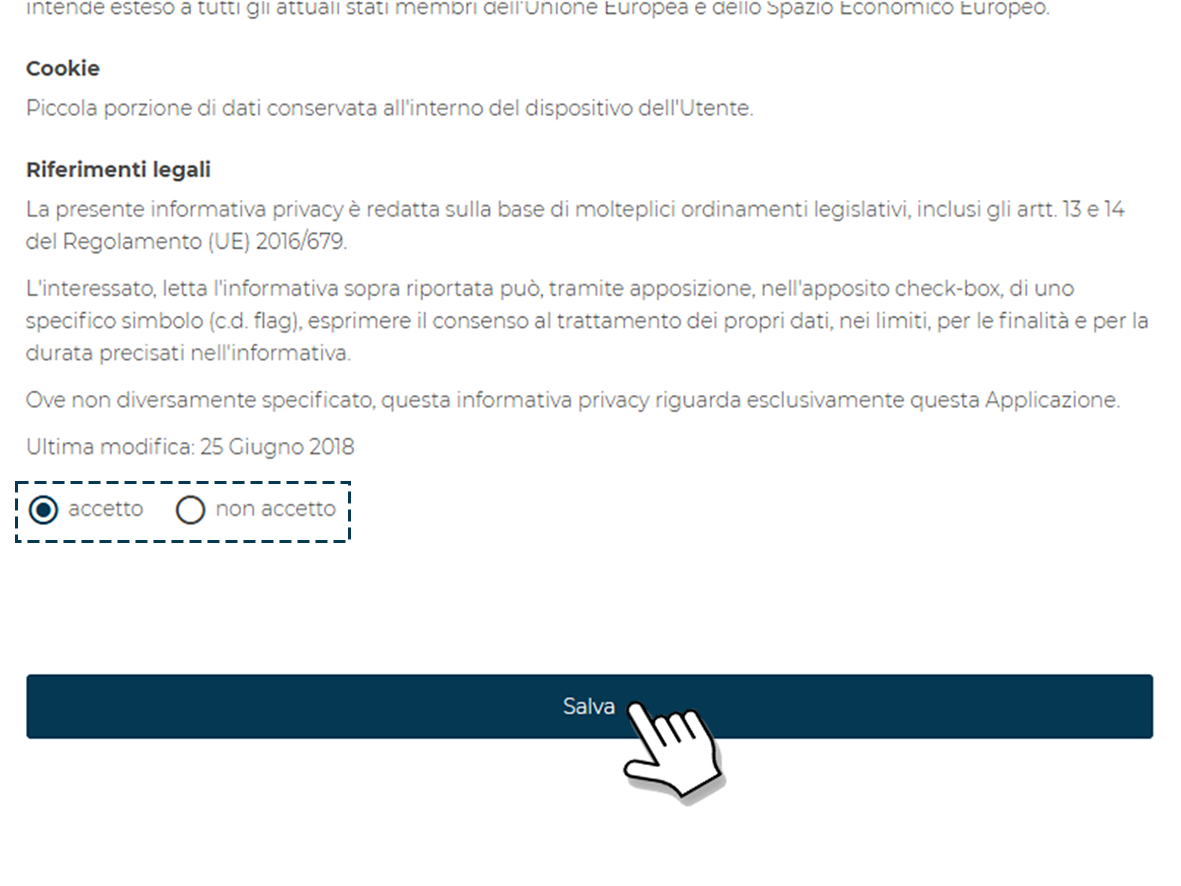 intende esteso a tutti gli attuali stati membri dell'Unione Europea e dello Spazio Economico Europeo.
Cookie
Piccola porzione di dati conservata all'interno del dispositivo dell'Utente.
Riferimenti legali
La presente informativa privacy è redatta sulla base di molteplici ordinamenti legislativi, inclusi gli artt. 13 e 14
del Regolamento (UE) 2016/679.
L'interessato, letta l'informativa sopra riportata può, tramite apposizione, nell'apposito check-box, di uno
specifico simbolo (c.d. flag), esprimere il consenso al trattamento dei propri dati, nei limiti, per le finalità e per la
durata precisati nell'informativa.
Ove non diversamente specificato, questa informativa privacy riguarda esclusivamente questa Applicazione.
Ultima modifica: 25 Giugno 2018
accetto non accetto
Salva